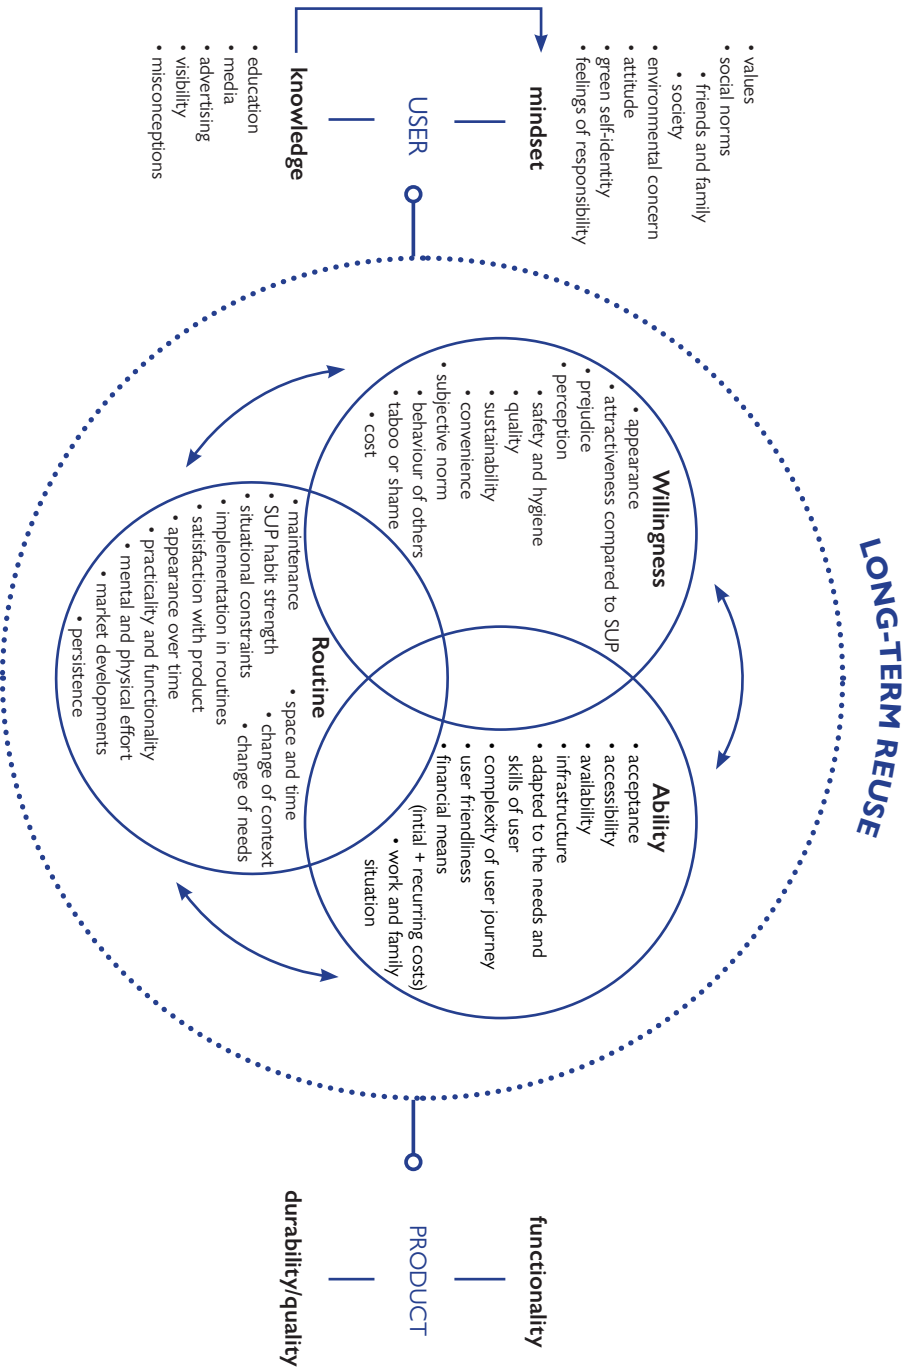 LONG-TERM REUSE
• values
• social norms
• friends and family
• society
• environmental concern
• attitude
• green self-identity
• feelings of responsibility
mindset
USER
knowledge
• education
• media
• advertising
• visibility
• misconceptions
Willingness
• appearance
• attractiveness compared to SUP
• prejudice
• perception
• safety and hygiene
• quality
• sustainability
• convenience
• subjective norm
• behaviour of others
• taboo or shame
• cost
Ability
• acceptance
• accessibility
• availability
• infrastructure
• adapted to the needs and
skills of user
• complexity of user journey
• user friendliness
• financial means
(intial + recurring costs)
• work and family
situation
Routine
• maintenance
• SUP habit strength
• situational constraints
• implementation in routines
• satisfaction with product
• appearance over time
• practicality and functionality
• mental and physical effort
• market developments
• persistence
• space and time
• change of context
• change of needs
functionality
PRODUCT
durability/quality